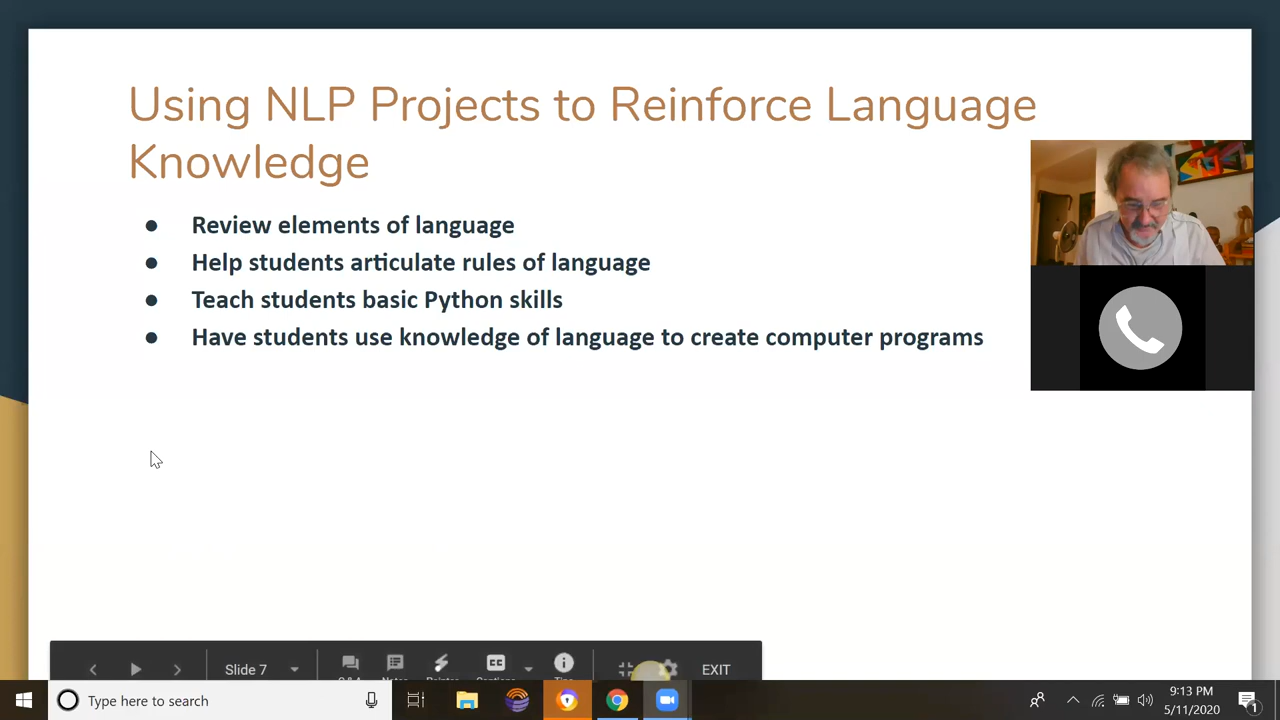 Using NLP Projects to Reinforce Language
Knowledge
● Review elements of language
● Help students articulate rules of language
● Teach students basic Python skills
● Have students use knowledge of language to create computer programs
Slide 7
EXIT
Type here to search
9:13 PM
5/11/2020
CC
1